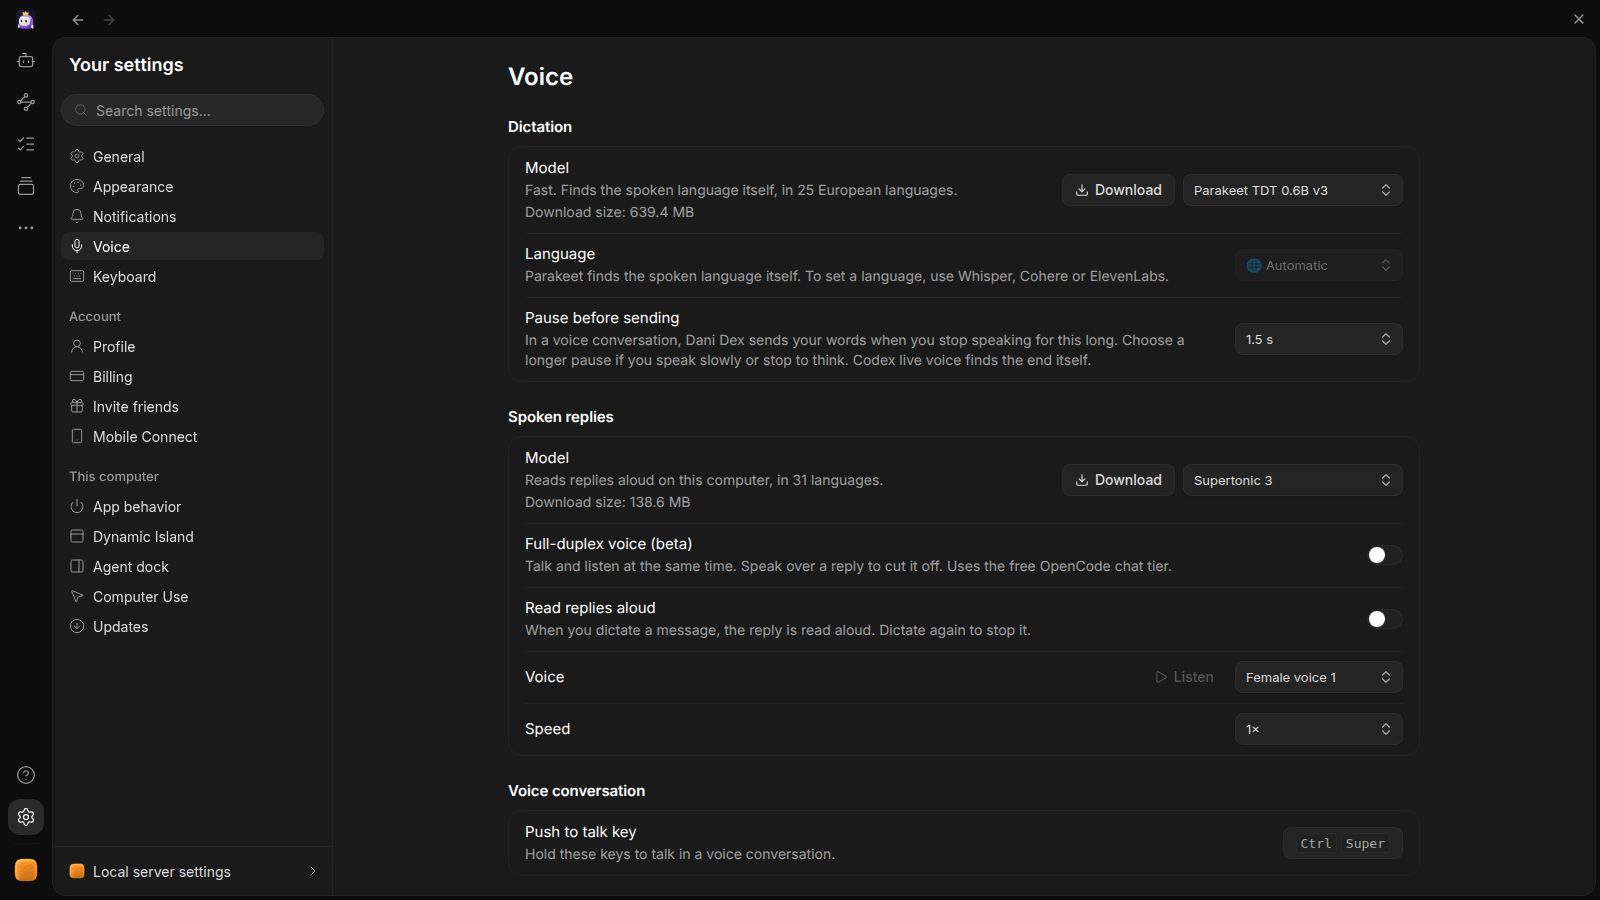 Your settings
Search settings...
General
Appearance
Notifications
Voice
Keyboard
Account
Profile
Billing
Invite friends
Mobile Connect
This computer
App behavior
Dynamic Island
Agent dock
Computer Use
Updates
Local server settings
Voice
Dictation
Model
Fast. Finds the spoken language itself, in 25 European languages.
Download size: 639.4 MB
Download
Parakeet TDT 0.6B v3
Language
Parakeet finds the spoken language itself. To set a language, use Whisper, Cohere or ElevenLabs.
Automatic
Pause before sending
In a voice conversation, Dani Dex sends your words when you stop speaking for this long. Choose a
longer pause if you speak slowly or stop to think. Codex live voice finds the end itself.
1.5 s
Spoken replies
Model
Reads replies aloud on this computer, in 31 languages.
Download size: 138.6 MB
Download
Supertonic 3
Full-duplex voice (beta)
Talk and listen at the same time. Speak over a reply to cut it off. Uses the free OpenCode chat tier.
Read replies aloud
When you dictate a message, the reply is read aloud. Dictate again to stop it.
Voice
Listen
Female voice 1
Speed
1×
Voice conversation
Push to talk key
Hold these keys to talk in a voice conversation.
Ctrl Super